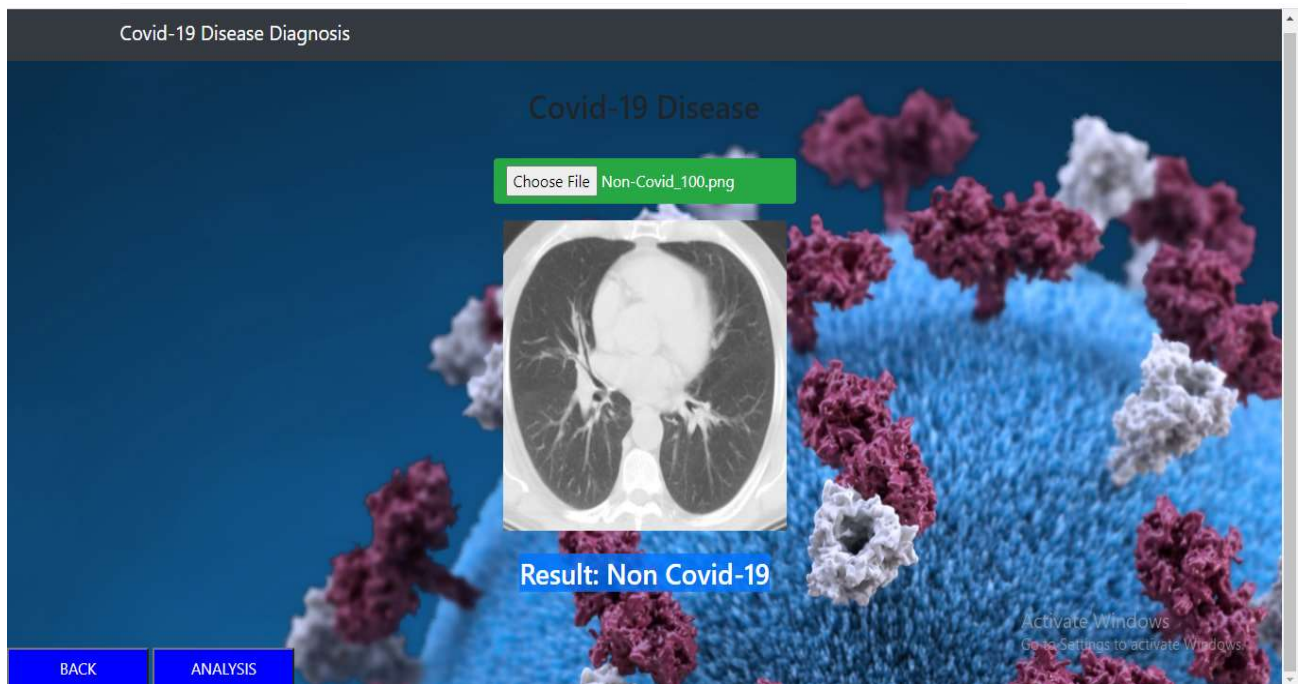 Covid-19 Disease Diagnosis
Covid-19 Disease
Choose File Non-Covid_100.png
Result: Non Covid-19
Activate Windows
Go to Settings to activate Windows.
BACK ANALYSIS